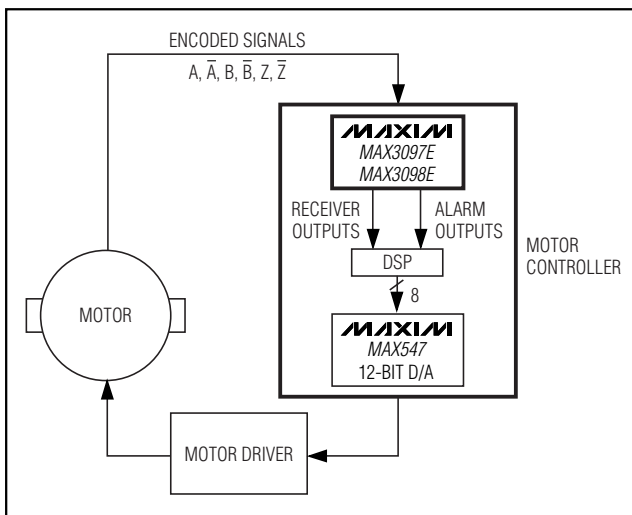 ENCODED SIGNALS
A, A̅, B, B̅, Z, Z̅
MAXIM
MAX3097E
MAX3098E
RECEIVER
OUTPUTS
ALARM
OUTPUTS
DSP
8
MOTOR
CONTROLLER
MOTOR
MAXIM
MAX547
12-BIT D/A
MOTOR DRIVER